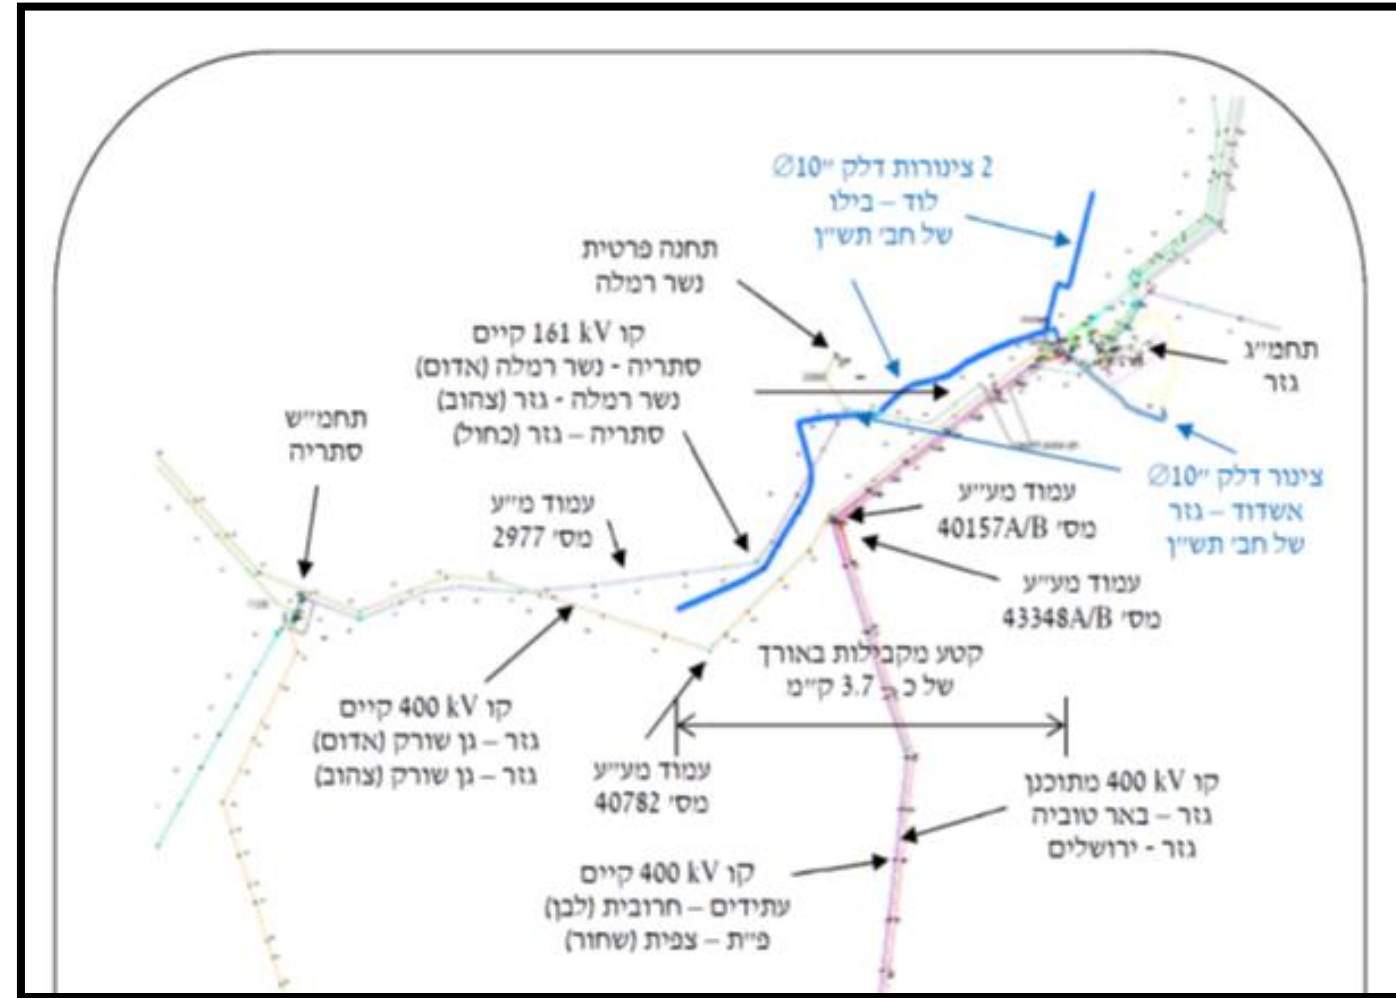 2 צינורות דלק 10"∅
לוד – בילו
של חב' תש"ן
תחנה פרטית
נשר רמלה
קו 161 kV קיים
סתריה - נשר רמלה (אדום)
נשר רמלה - גזר (צהוב)
סתריה – גזר (כחול)
תחמ"ג
גזר
תחמ"ש
סתריה
עמוד מ"ע
מס' 2977
עמוד מע"ע
מס' 40157A/B
צינור דלק 10"∅
אשדוד – גזר
של חב' תש"ן
עמוד מע"ע
מס' 43348A/B
קטע מקבילות באורך
של כ – 3.7 ק"מ
קו 400 kV קיים
גזר – גן שורק (אדום)
גזר – גן שורק (צהוב)
עמוד מע"ע
מס' 40782
קו 400 kV מתוכנן
גזר – באר טוביה
גזר - ירושלים
קו 400 kV קיים
עתידים – חרובית (לבן)
פ"ת – צפית (שחור)